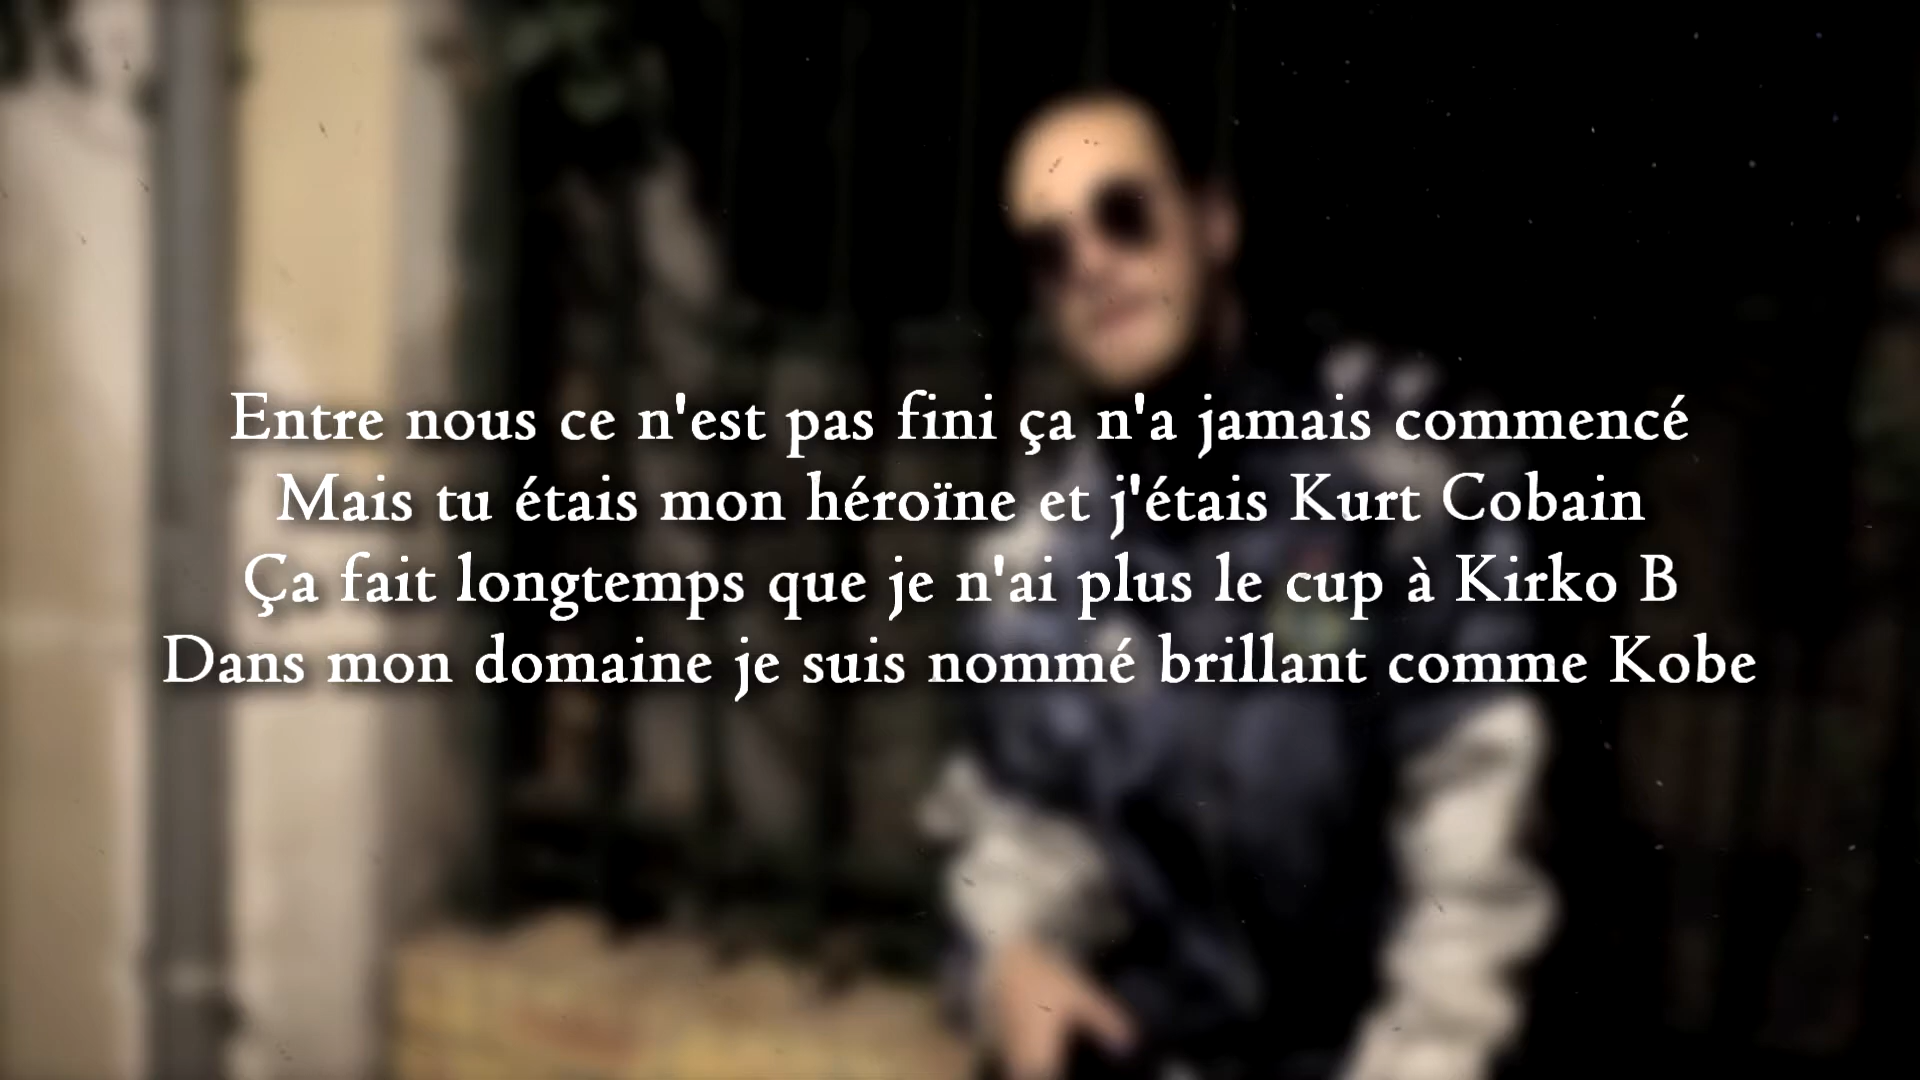 Entre nous ce n'est pas fini ça n'a jamais commencé
Mais tu étais mon héroïne et j'étais Kurt Cobain
Ça fait longtemps que je n'ai plus le cup à Kirko B
Dans mon domaine je suis nommé brillant comme Kobe